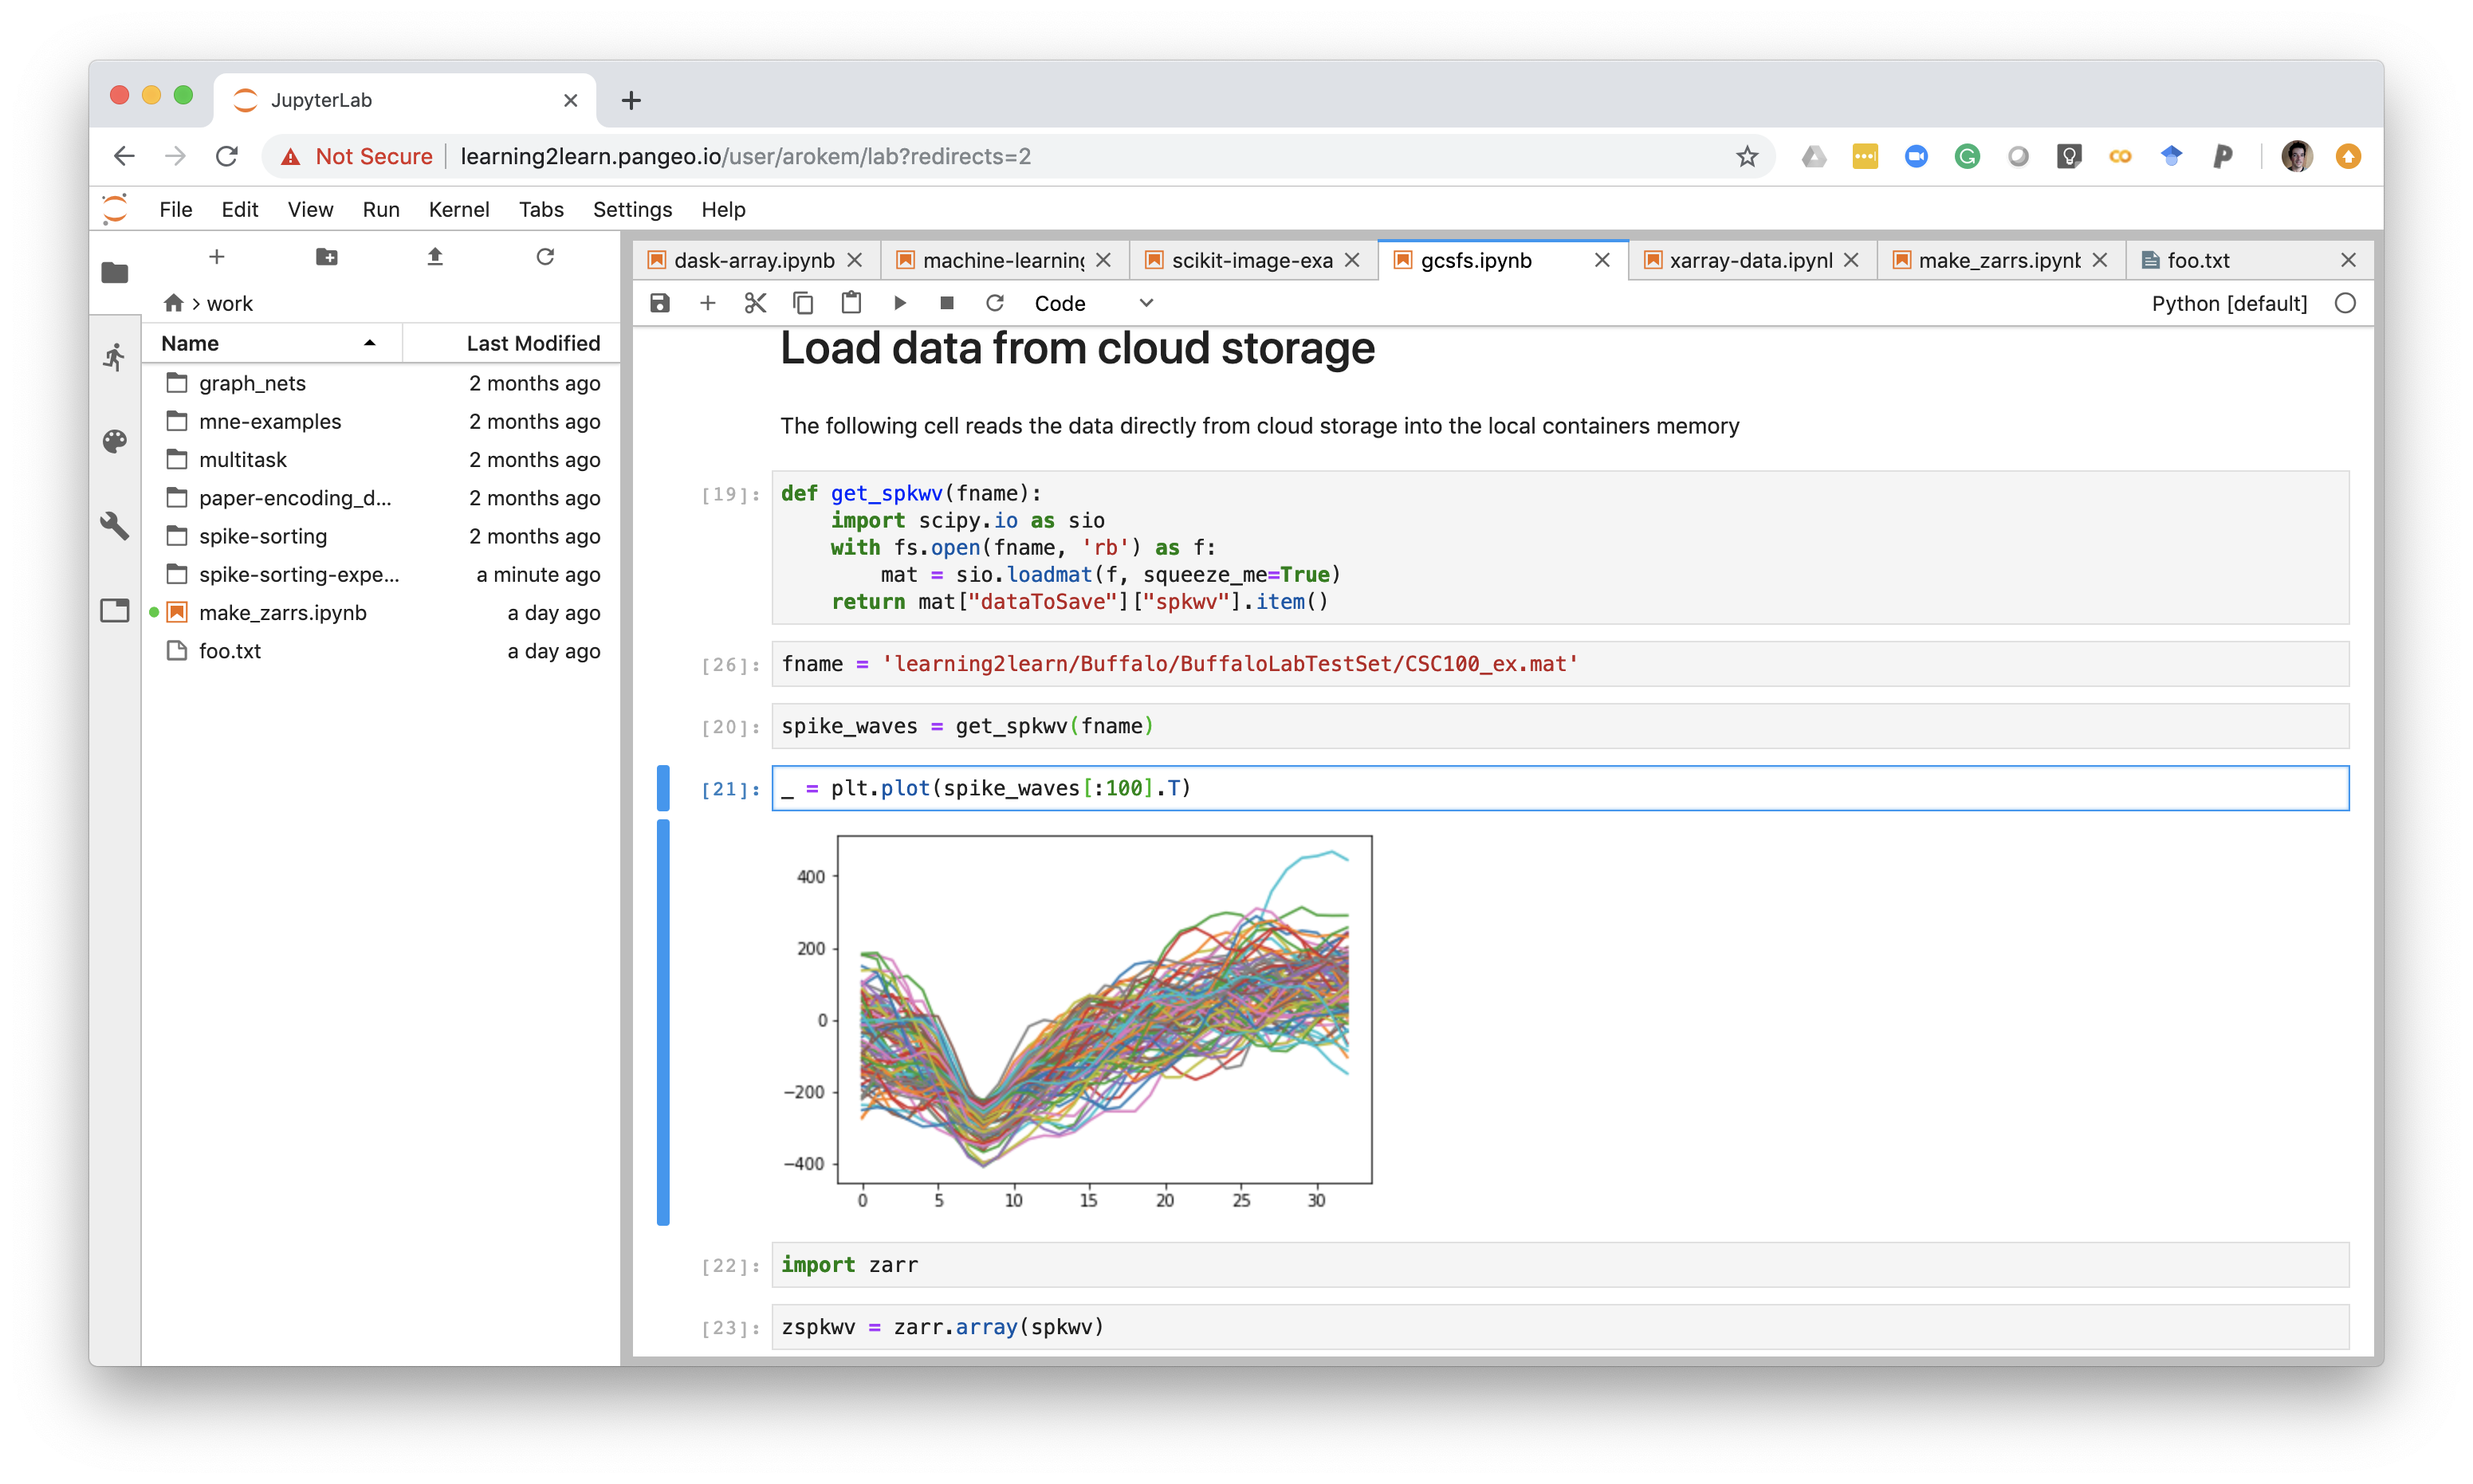 JupyterLab
Not Secure learning2learn.pangeo.io/user/arokem/lab?redirects=2
File Edit View Run Kernel Tabs Settings Help
work
Name Last Modified
graph_nets 2 months ago
mne-examples 2 months ago
multitask 2 months ago
paper-encoding_d... 2 months ago
spike-sorting 2 months ago
spike-sorting-expe... a minute ago
make_zarrs.ipynb a day ago
foo.txt a day ago
dask-array.ipynb machine-learning scikit-image-exa gcsfs.ipynb xarray-data.ipynl make_zarrs.ipynb foo.txt
Code Python [default]
Load data from cloud storage
The following cell reads the data directly from cloud storage into the local containers memory
[19]: def get_spkwv(fname):
import scipy.io as sio
with fs.open(fname, 'rb') as f:
mat = sio.loadmat(f, squeeze_me=True)
return mat["dataToSave"]["spkwv"].item()
[26]: fname = 'learning2learn/Buffalo/BuffaloLabTestSet/CSC100_ex.mat'
[20]: spike_waves = get_spkwv(fname)
[21]: _ = plt.plot(spike_waves[:100].T)
400
200
0
−200
−400
0 5 10 15 20 25 30
[22]: import zarr
[23]: zspkwv = zarr.array(spkwv)